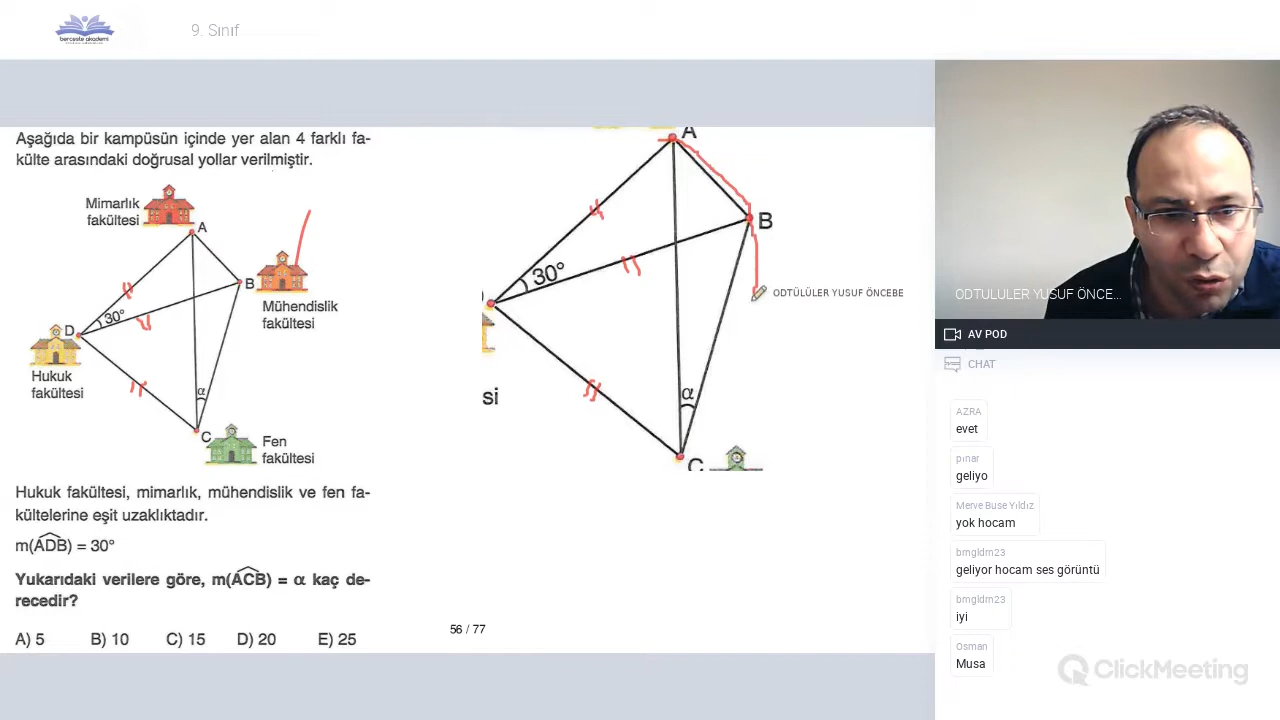 berceste akademi
9. Sınıf
Aşağıda bir kampüsün içinde yer alan 4 farklı fa-
külte arasındaki doğrusal yollar verilmiştir.
Mimarlık
fakültesi
A
B
Mühendislik
fakültesi
30°
D
Hukuk
fakültesi
α
C
Fen
fakültesi
Hukuk fakültesi, mimarlık, mühendislik ve fen fa-
kültelerine eşit uzaklıktadır.
m(ADB) = 30°
Yukarıdaki verilere göre, m(ACB) = α kaç de-
recedir?
A) 5 B) 10 C) 15 D) 20 E) 25
A
B
30°
ODTÜLÜLER YUSUF ÖNCEBE
si
α
C
56 / 77
ODTULULER YUSUF ÖNCE...
AV POD
CHAT
AZRA
evet
pınar
geliyo
Merve Buse Yıldız
yok hocam
brngldrn23
geliyor hocam ses görüntü
brngldrn23
iyi
Osman
Musa
ClickMeeting